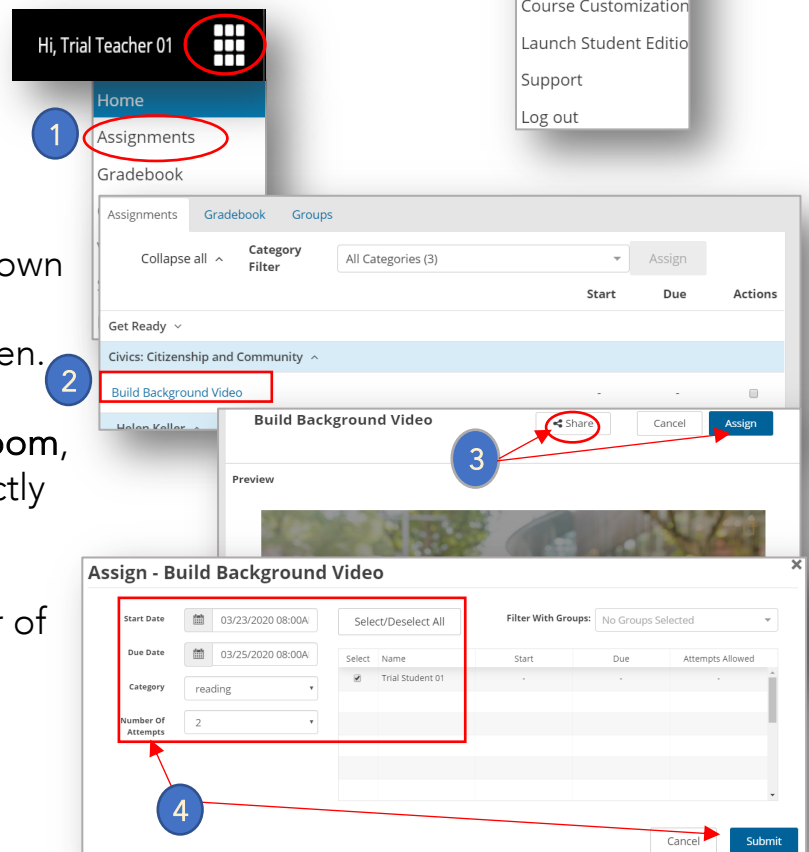 Course Customization
Launch Student Editio
Support
Log out
Hi, Trial Teacher 01
Home
1
Assignments
Gradebook
own
en.
oom,
ctly
r of
Assignments Gradebook Groups
Collapse all Category Filter All Categories (3) Assign
Start Due Actions
Get Ready
Civics: Citizenship and Community
2
Build Background Video - -
Helen Keller
Build Background Video Share Cancel Assign
3
Preview
Assign - Build Background Video ×
Start Date 03/23/2020 08:00A
Due Date 03/25/2020 08:00A
Category reading
Number Of Attempts 2
Select/Deselect All
Filter With Groups: No Groups Selected
Select Name Start Due Attempts Allowed
Trial Student 01 - - -
4
Cancel Submit